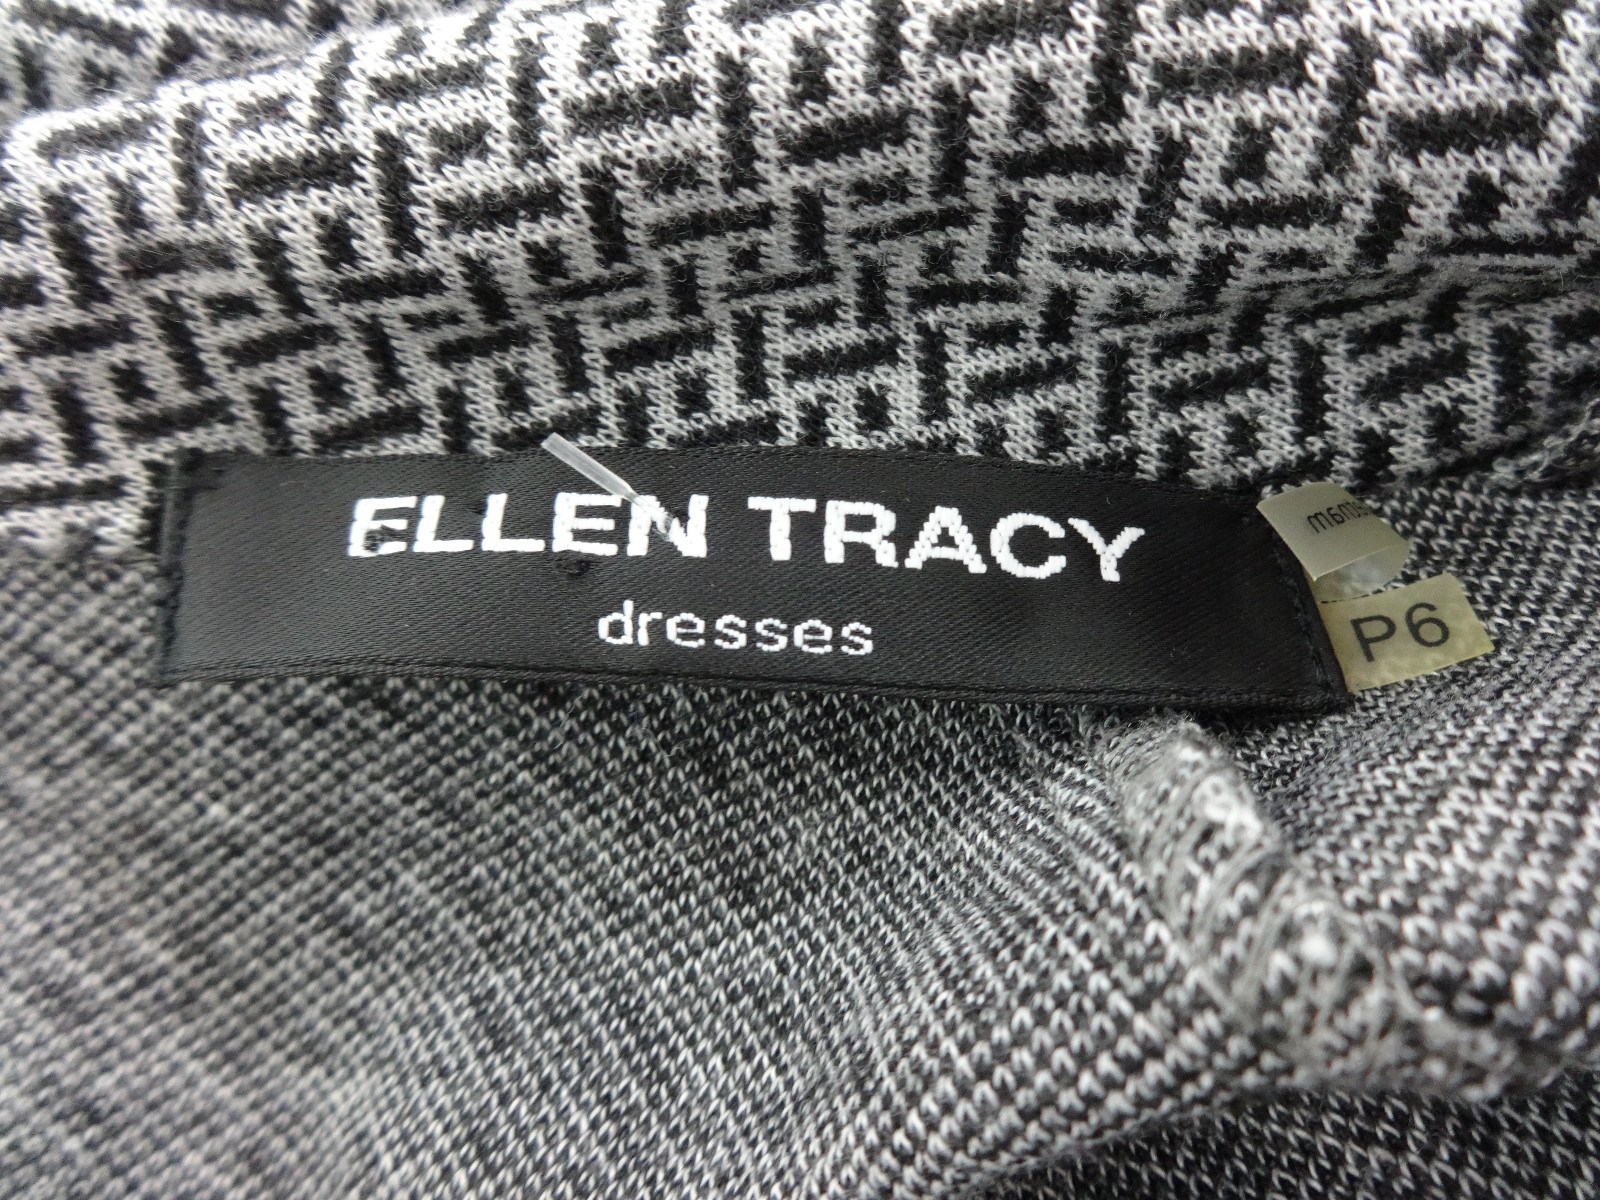 ELLEN TRACY
dresses
P6